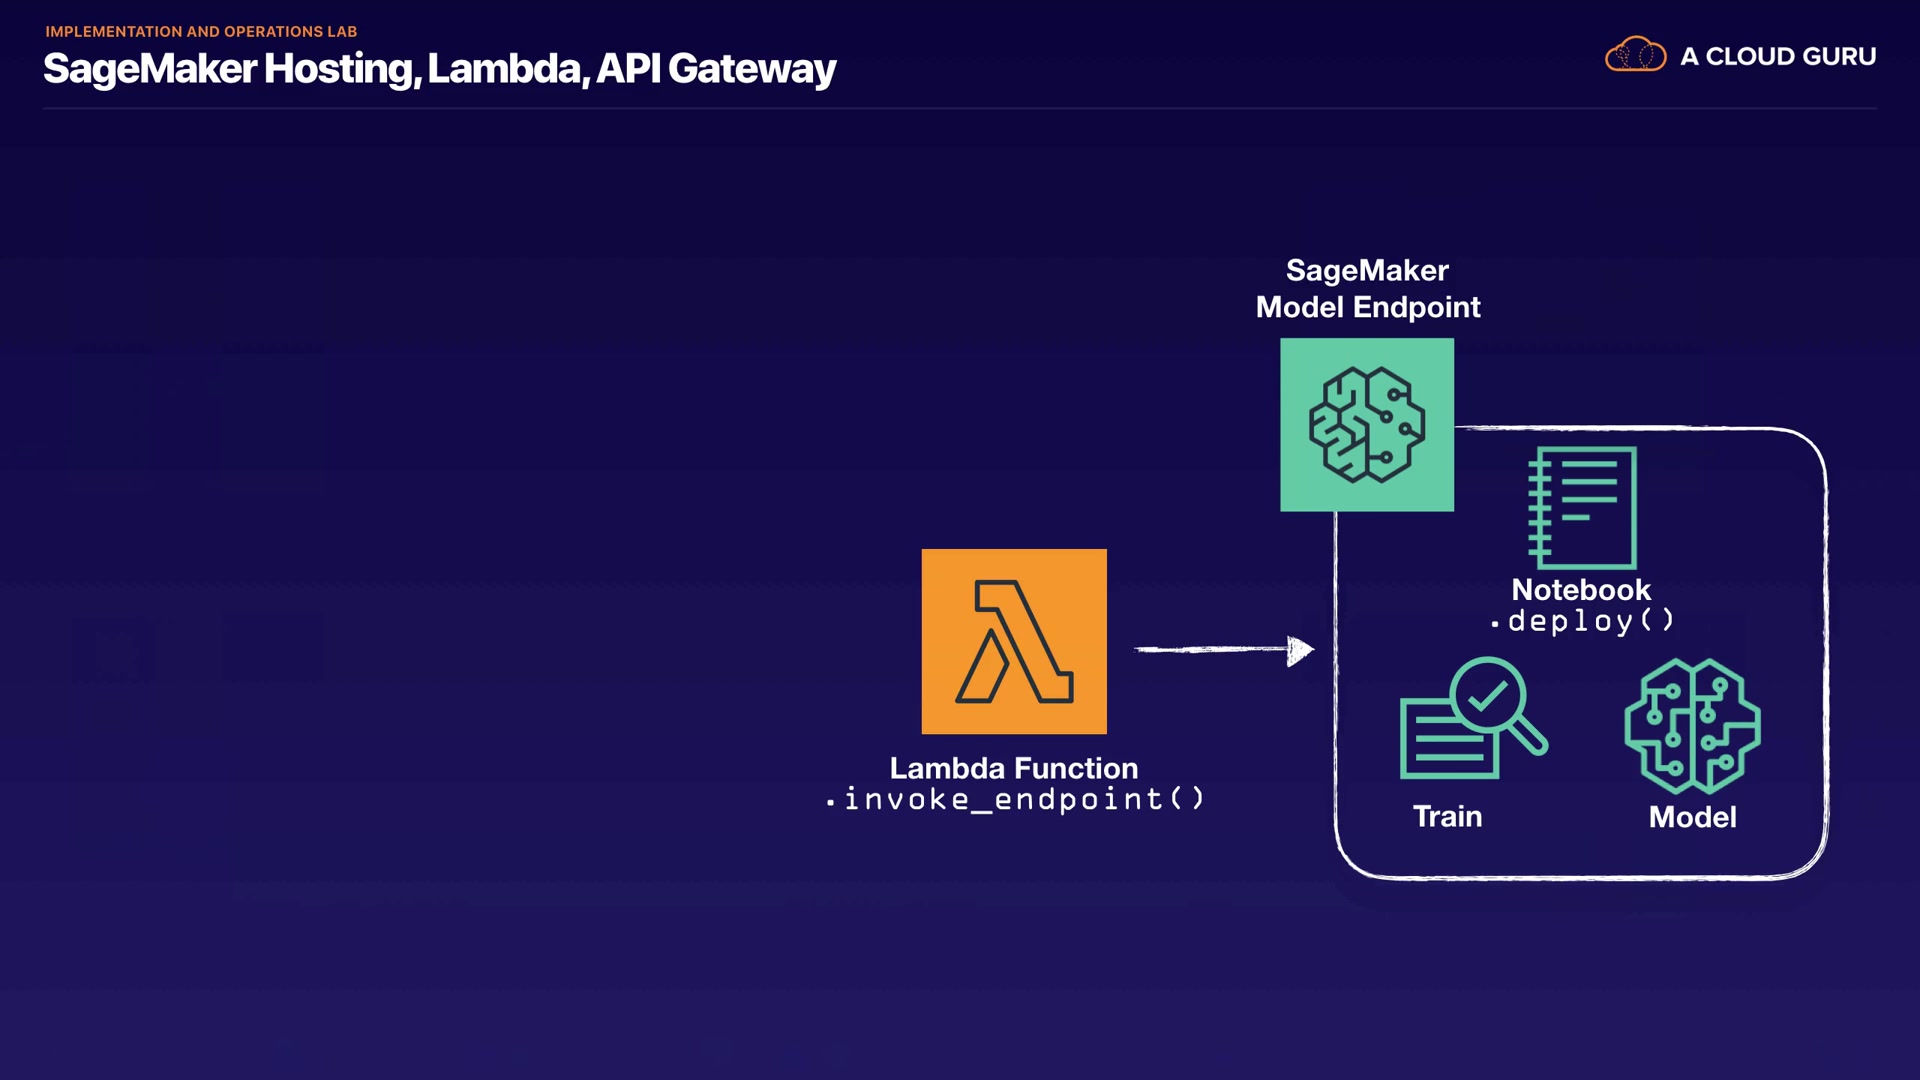 IMPLEMENTATION AND OPERATIONS LAB
SageMaker Hosting, Lambda, API Gateway
A CLOUD GURU
SageMaker
Model Endpoint
Notebook
.deploy()
Lambda Function
.invoke_endpoint()
Train
Model